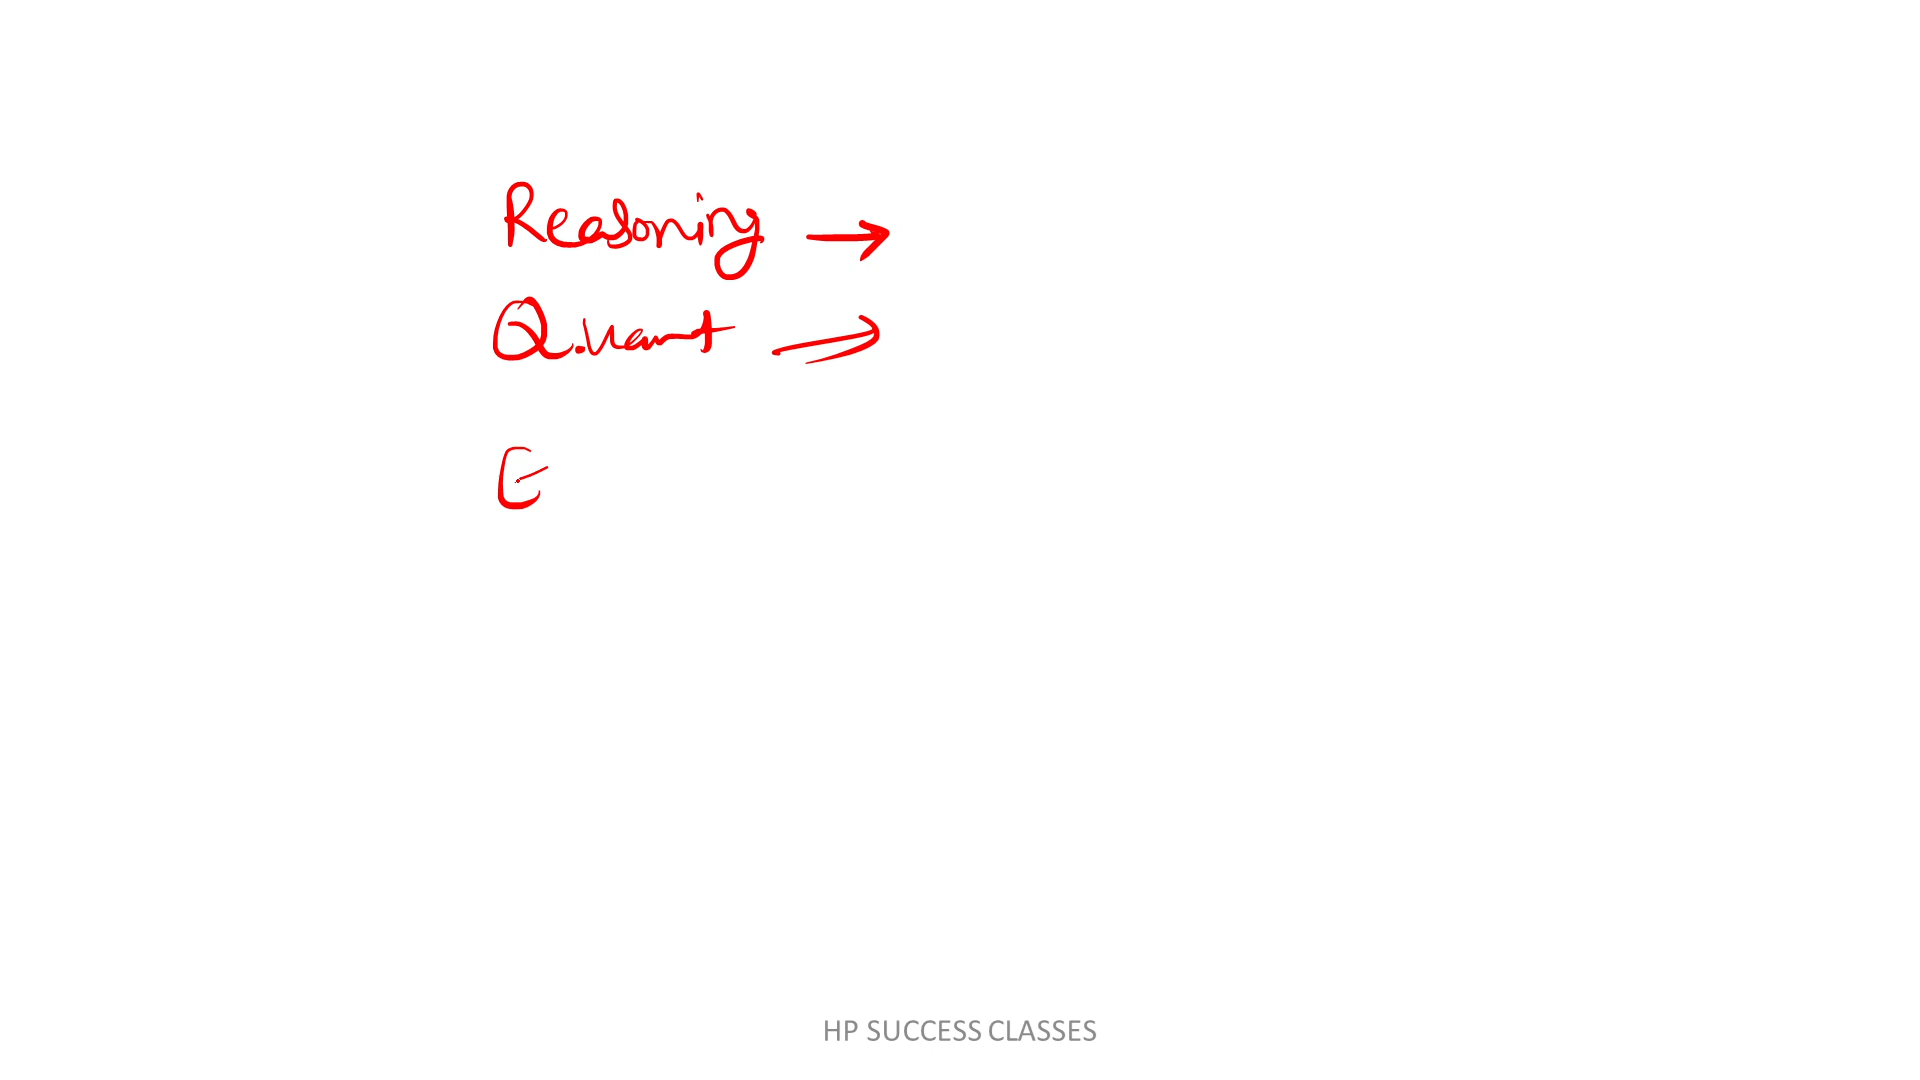 Reasoning →
Q.uant →
E
HP SUCCESS CLASSES